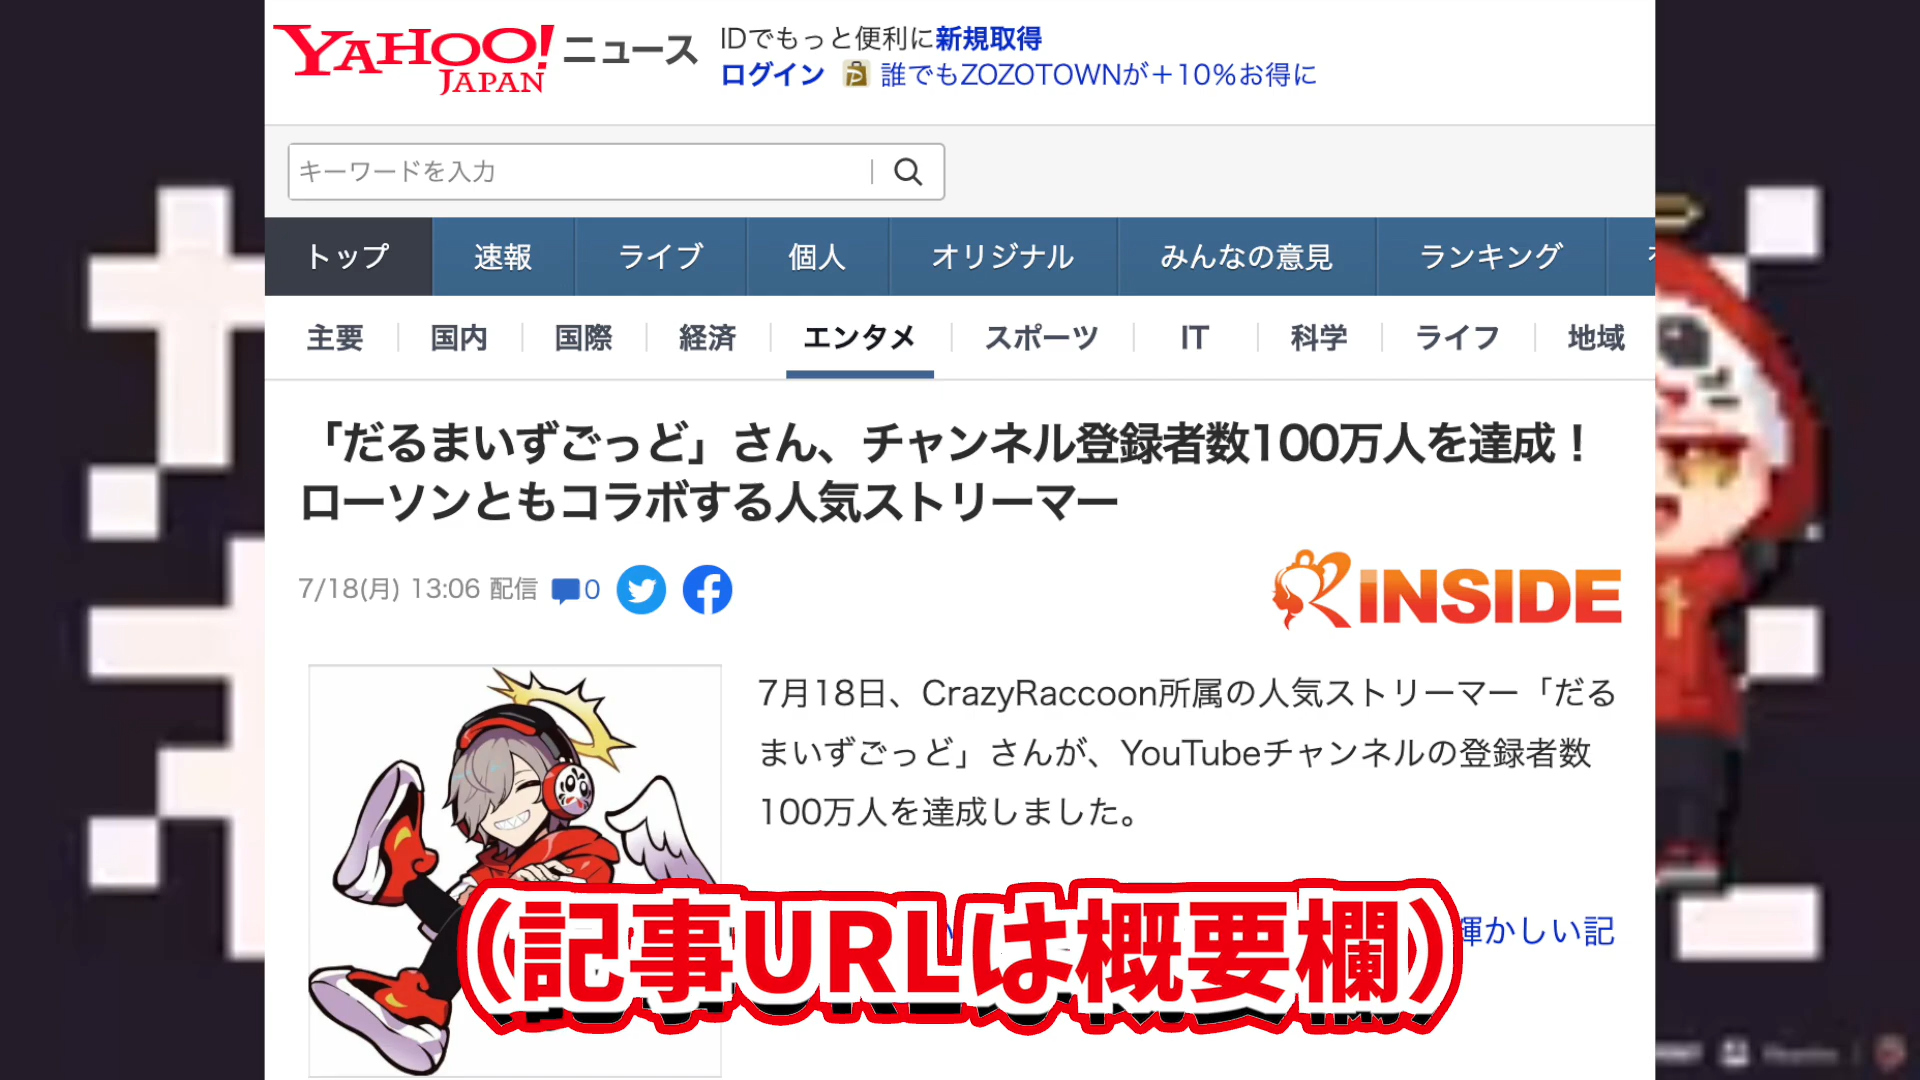 YAHOO! JAPAN ニュース
IDでもっと便利に新規取得
ログイン 誰でもZOZOTOWNが+10%お得に
キーワードを入力
トップ 速報 ライブ 個人 オリジナル みんなの意見 ランキング
主要 国内 国際 経済 エンタメ スポーツ IT 科学 ライフ 地域
「だるまいずごっど」さん、チャンネル登録者数100万人を達成!
ローソンともコラボする人気ストリーマー
7/18(月) 13:06 配信 0
INSIDE
7月18日、CrazyRaccoon所属の人気ストリーマー「だる
まいずごっど」さんが、YouTubeチャンネルの登録者数
100万人を達成しました。
輝かしい記
(記事URLは概要欄)